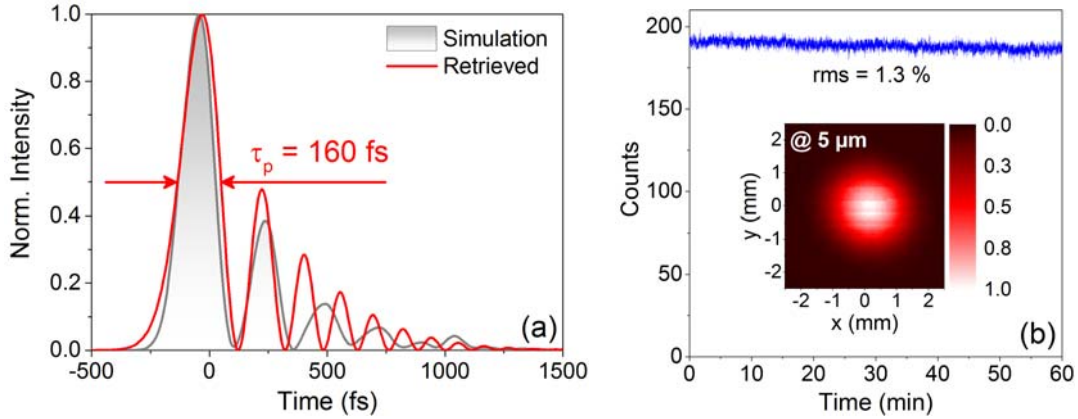 1.0
0.8
0.6
0.4
0.2
0.0
Norm. Intensity
-500 0 500 1000 1500
Time (fs)
Simulation
Retrieved
τp = 160 fs
(a)
200
150
100
50
0
Counts
0 10 20 30 40 50 60
Time (min)
rms = 1.3 %
@ 5 µm
2
1
0
-1
-2
y (mm)
-2 -1 0 1 2
x (mm)
0.0
0.3
0.5
0.8
1.0
(b)